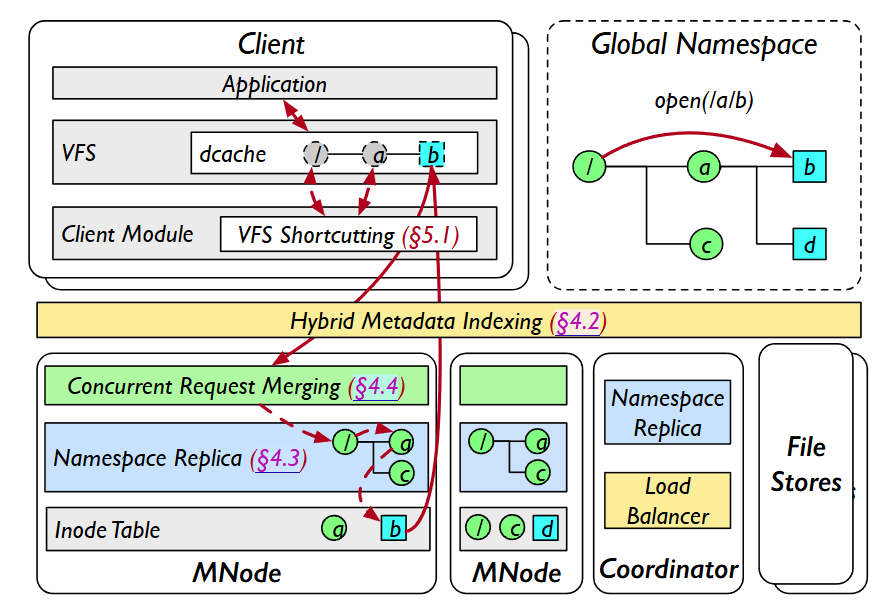 Client
Application
VFS
dcache
/
a
b
Client Module
VFS Shortcutting (§5.1)
Global Namespace
open(/a/b)
/
a
b
c
d
Hybrid Metadata Indexing (§4.2)
Concurrent Request Merging (§4.4)
Namespace Replica (§4.3)
/
a
c
Inode Table
a
b
MNode
/
a
c
/
c
d
MNode
Namespace
Replica
Load
Balancer
Coordinator
File
Stores